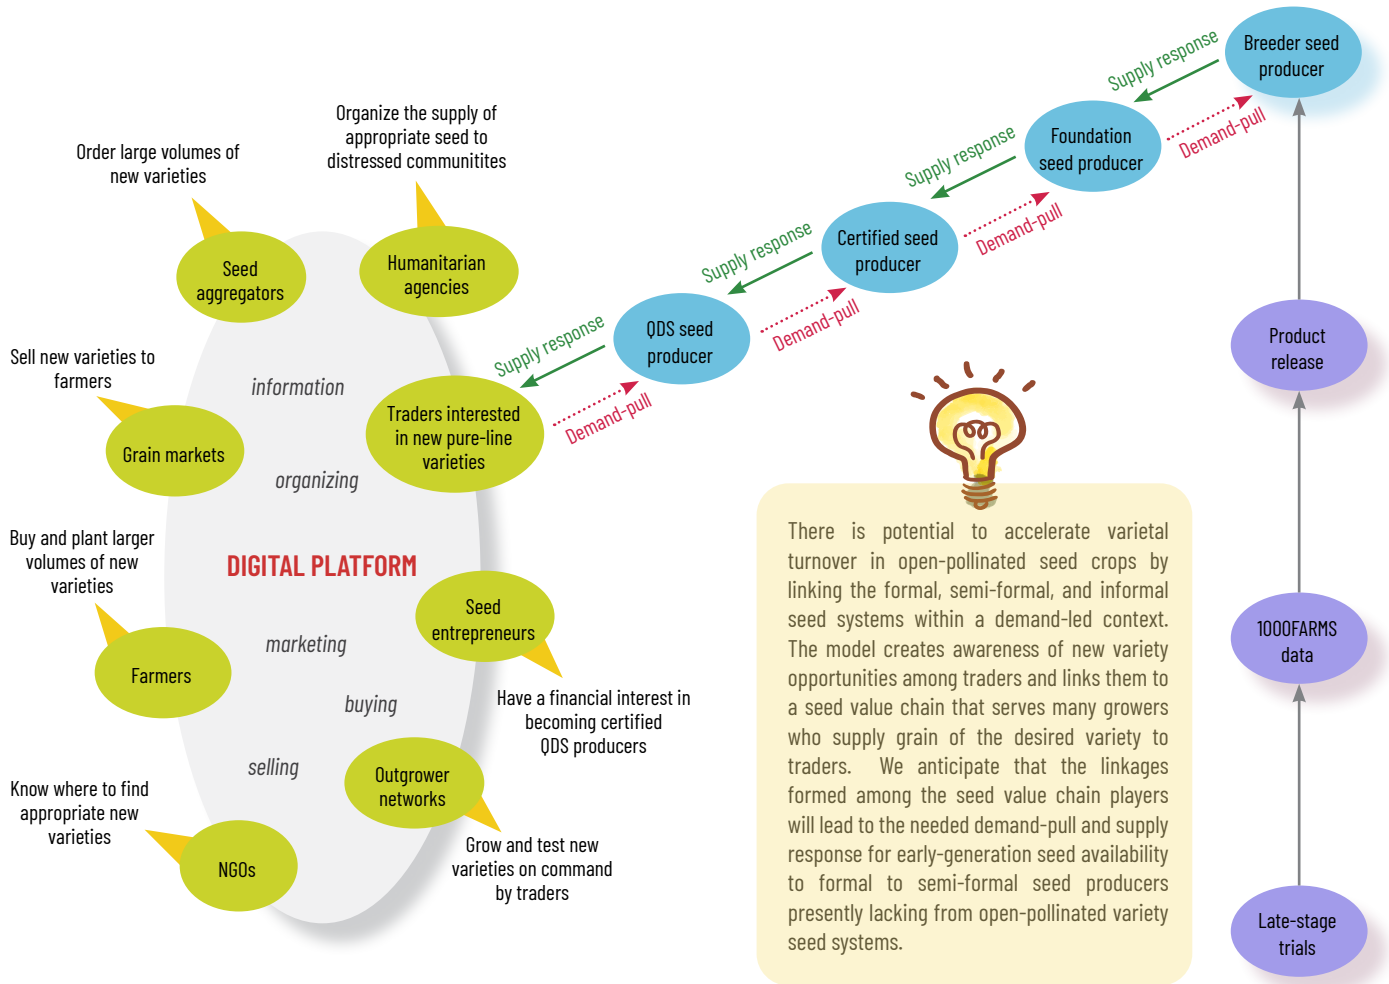 Breeder seed
producer
Supply response
Demand-pull
Foundation
seed producer
Supply response
Demand-pull
Certified seed
producer
Supply response
Demand-pull
QDS seed
producer
Supply response
Demand-pull
Organize the supply of
appropriate seed to
distressed communitites
Order large volumes of
new varieties
Seed
aggregators
Humanitarian
agencies
Sell new varieties to
farmers
Grain markets
information
Traders interested
in new pure-line
varieties
organizing
Buy and plant larger
volumes of new
varieties
DIGITAL PLATFORM
Farmers
marketing
Seed
entrepreneurs
buying
Have a financial interest in
becoming certified
QDS producers
selling
Know where to find
appropriate new
varieties
NGOs
Outgrower
networks
Grow and test new
varieties on command
by traders
There is potential to accelerate varietal
turnover in open-pollinated seed crops by
linking the formal, semi-formal, and informal
seed systems within a demand-led context.
The model creates awareness of new variety
opportunities among traders and links them to
a seed value chain that serves many growers
who supply grain of the desired variety to
traders. We anticipate that the linkages
formed among the seed value chain players
will lead to the needed demand-pull and supply
response for early-generation seed availability
to formal to semi-formal seed producers
presently lacking from open-pollinated variety
seed systems.
Product
release
1000FARMS
data
Late-stage
trials